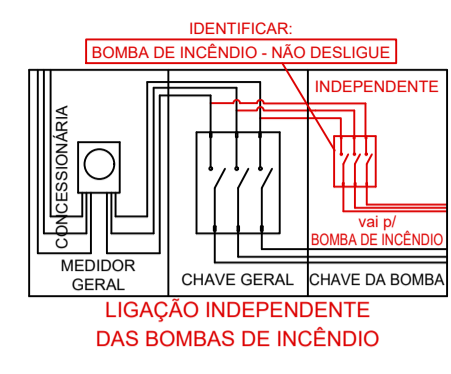 IDENTIFICAR:
BOMBA DE INCÊNDIO - NÃO DESLIGUE
INDEPENDENTE
CONCESSIONÁRIA
vai p/
BOMBA DE INCÊNDIO
MEDIDOR
GERAL
CHAVE GERAL
CHAVE DA BOMBA
LIGAÇÃO INDEPENDENTE
DAS BOMBAS DE INCÊNDIO